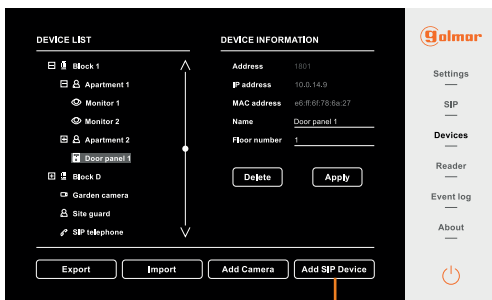 DEVICE LIST
Block 1
Apartment 1
Monitor 1
Monitor 2
Apartment 2
Door panel 1
Block D
Garden camera
Site guard
SIP telephone
DEVICE INFORMATION
Address 1801
IP address 10.0.14.9
MAC address e6:ff:6f:78:6a:27
Name Door panel 1
Floor number 1
Delete Apply
Export Import Add Camera Add SIP Device
golmar
Settings
SIP
Devices
Reader
Event log
About